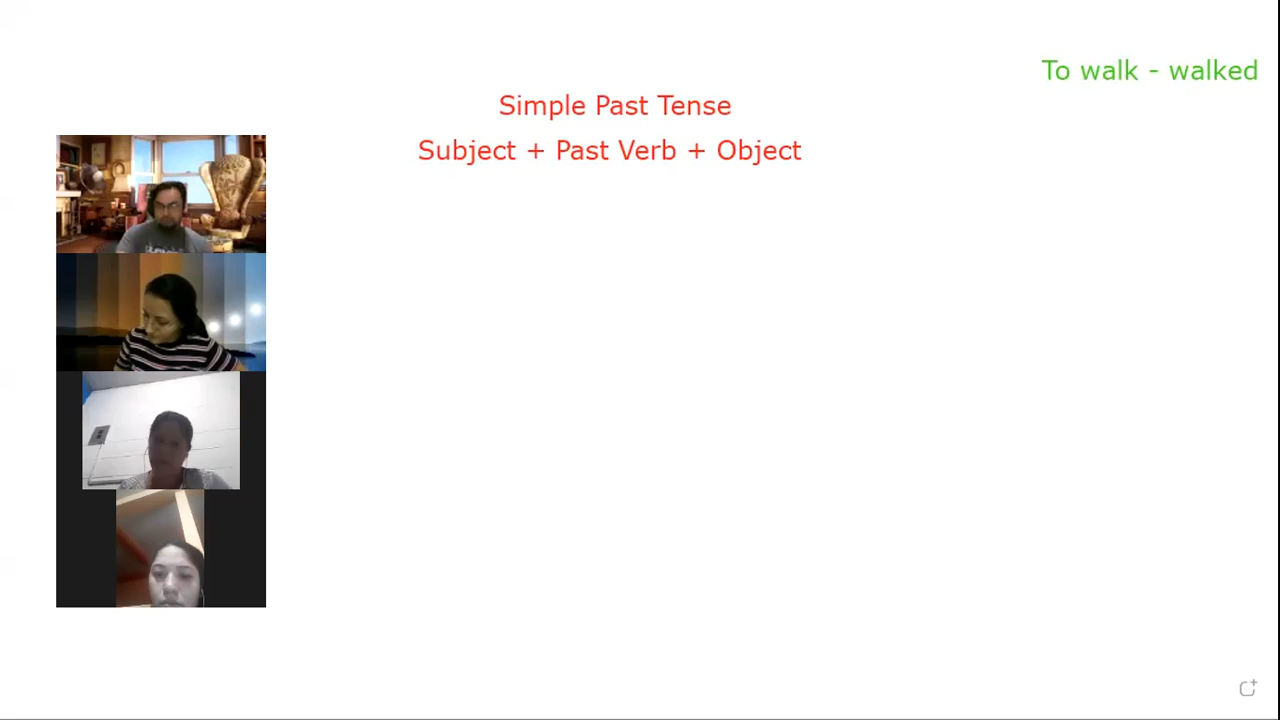 To walk - walked
Simple Past Tense
Subject + Past Verb + Object